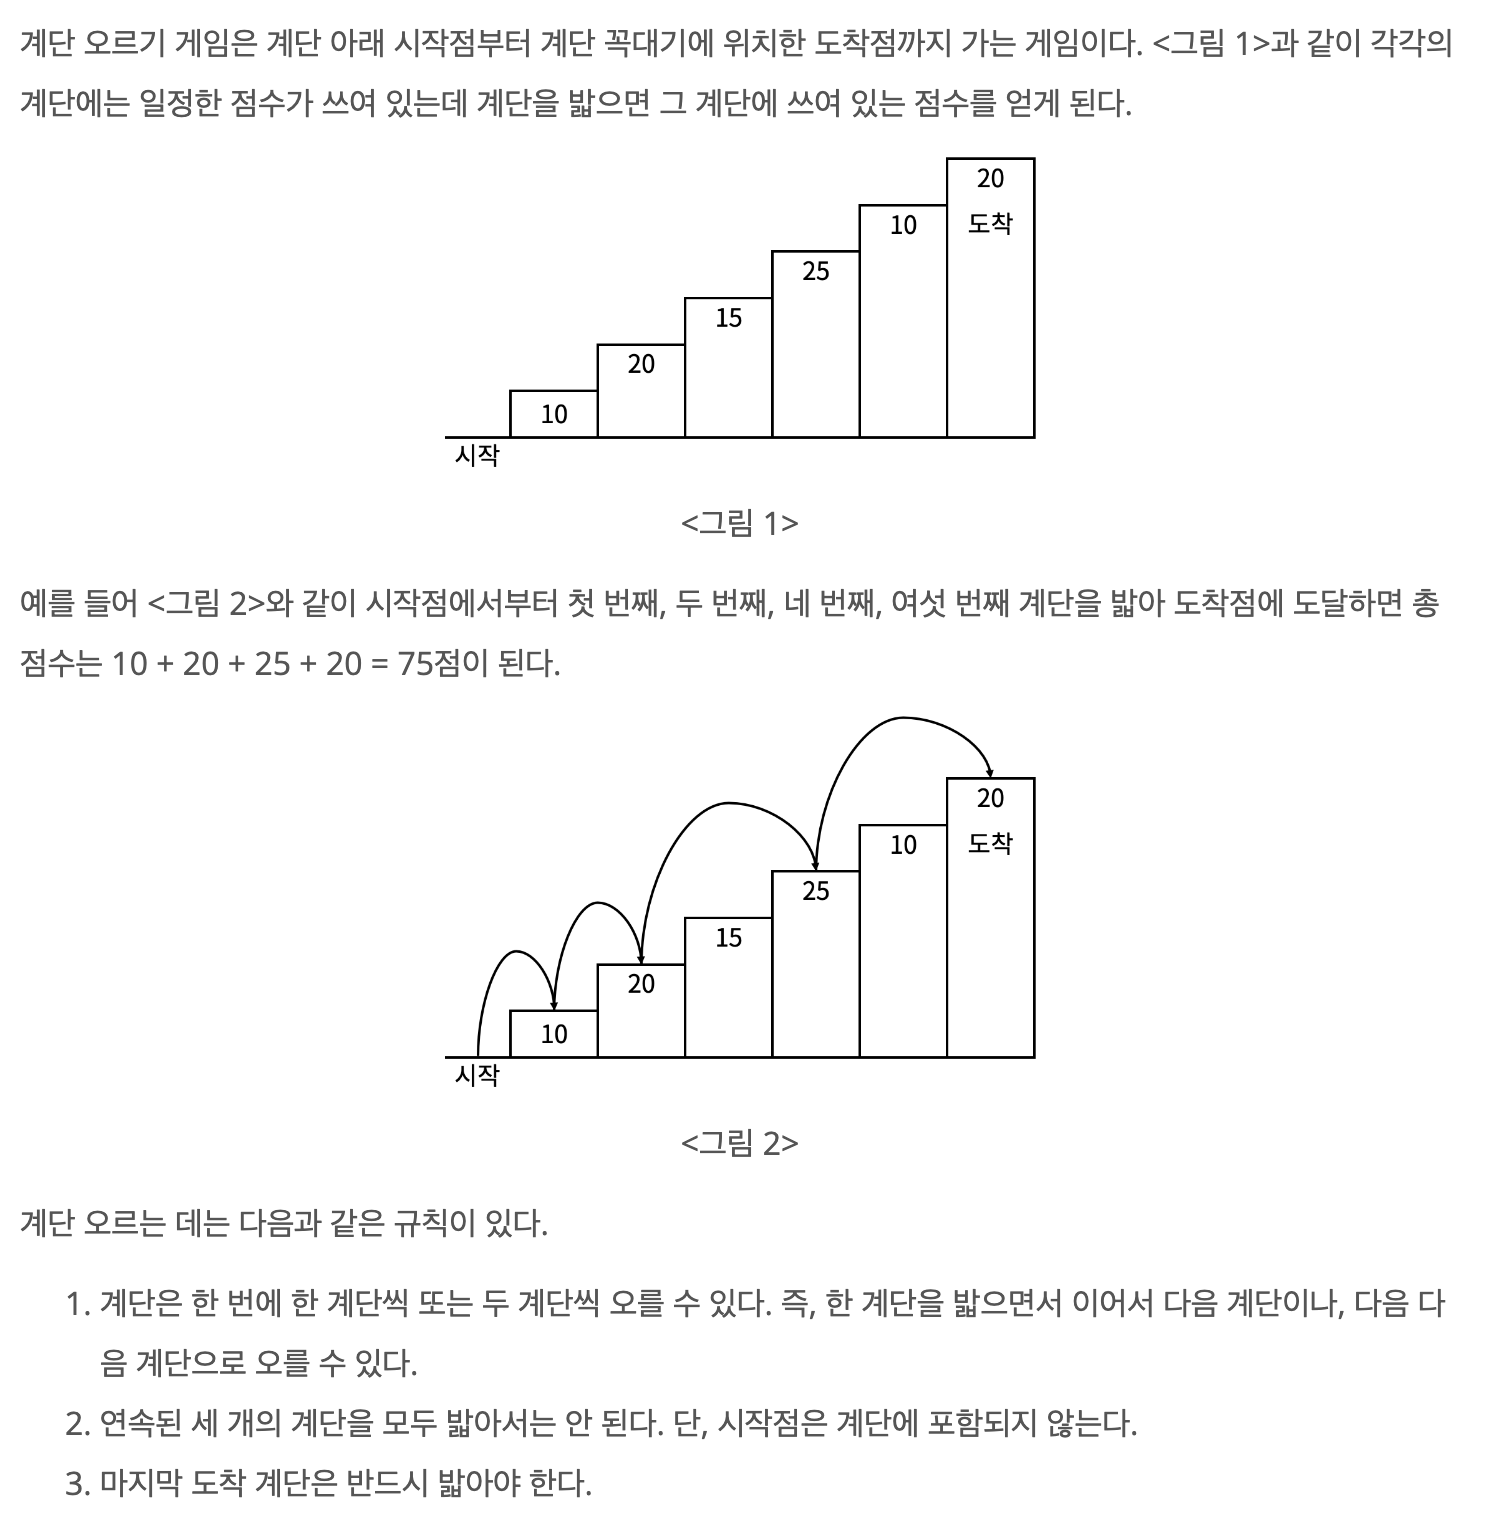 계단 오르기 게임은 계단 아래 시작점부터 계단 꼭대기에 위치한 도착점까지 가는 게임이다. <그림 1>과 같이 각각의
계단에는 일정한 점수가 쓰여 있는데 계단을 밟으면 그 계단에 쓰여 있는 점수를 얻게 된다.
20
도착
10
25
15
20
10
시작
<그림 1>
예를 들어 <그림 2>와 같이 시작점에서부터 첫 번째, 두 번째, 네 번째, 여섯 번째 계단을 밟아 도착점에 도달하면 총
점수는 10 + 20 + 25 + 20 = 75점이 된다.
20
도착
10
25
15
20
10
시작
<그림 2>
계단 오르는 데는 다음과 같은 규칙이 있다.
1. 계단은 한 번에 한 계단씩 또는 두 계단씩 오를 수 있다. 즉, 한 계단을 밟으면서 이어서 다음 계단이나, 다음 다
음 계단으로 오를 수 있다.
2. 연속된 세 개의 계단을 모두 밟아서는 안 된다. 단, 시작점은 계단에 포함되지 않는다.
3. 마지막 도착 계단은 반드시 밟아야 한다.